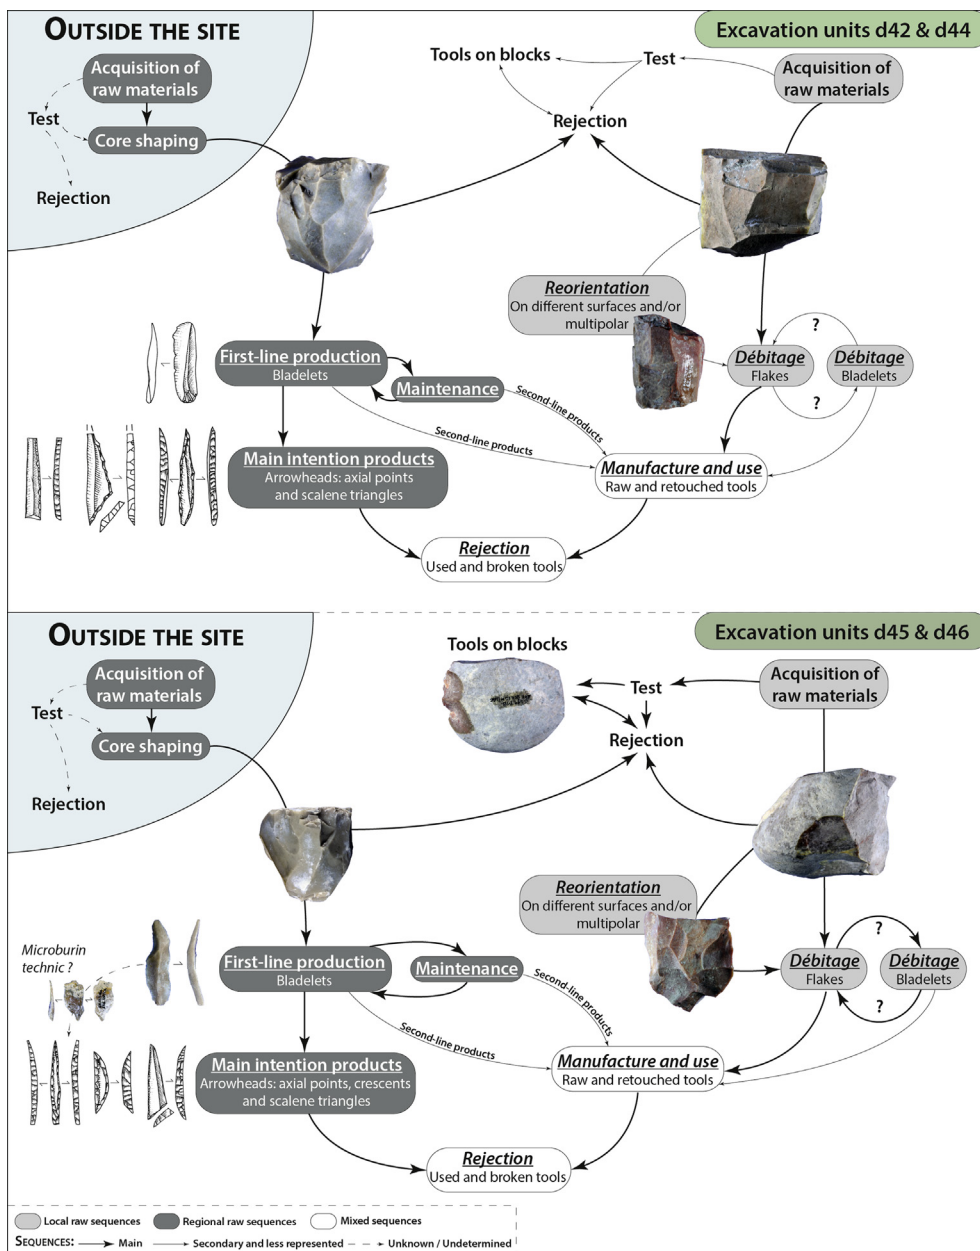 OUTSIDE THE SITE
Excavation units d42 & d44
Acquisition of
raw materials
Test
Core shaping
Rejection
Tools on blocks
Test
Acquisition of
raw materials
Rejection
Reorientation
On different surfaces and/or
multipolar
First-line production
Bladelets
Maintenance
Débitage
Flakes
?
?
Débitage
Bladelets
Second-line products
Second-line products
Main intention products
Arrowheads: axial points
and scalene triangles
Manufacture and use
Raw and retouched tools
Rejection
Used and broken tools
OUTSIDE THE SITE
Excavation units d45 & d46
Acquisition of
raw materials
Test
Core shaping
Rejection
Tools on blocks
Test
Acquisition of
raw materials
Rejection
Reorientation
On different surfaces and/or
multipolar
Microburin
technic ?
First-line production
Bladelets
Maintenance
Débitage
Flakes
?
?
Débitage
Bladelets
Second-line products
Second-line products
Main intention products
Arrowheads: axial points, crescents
and scalene triangles
Manufacture and use
Raw and retouched tools
Rejection
Used and broken tools
Local raw sequences Regional raw sequences Mixed sequences
SEQUENCES: Main Secondary and less represented Unknown / Undetermined